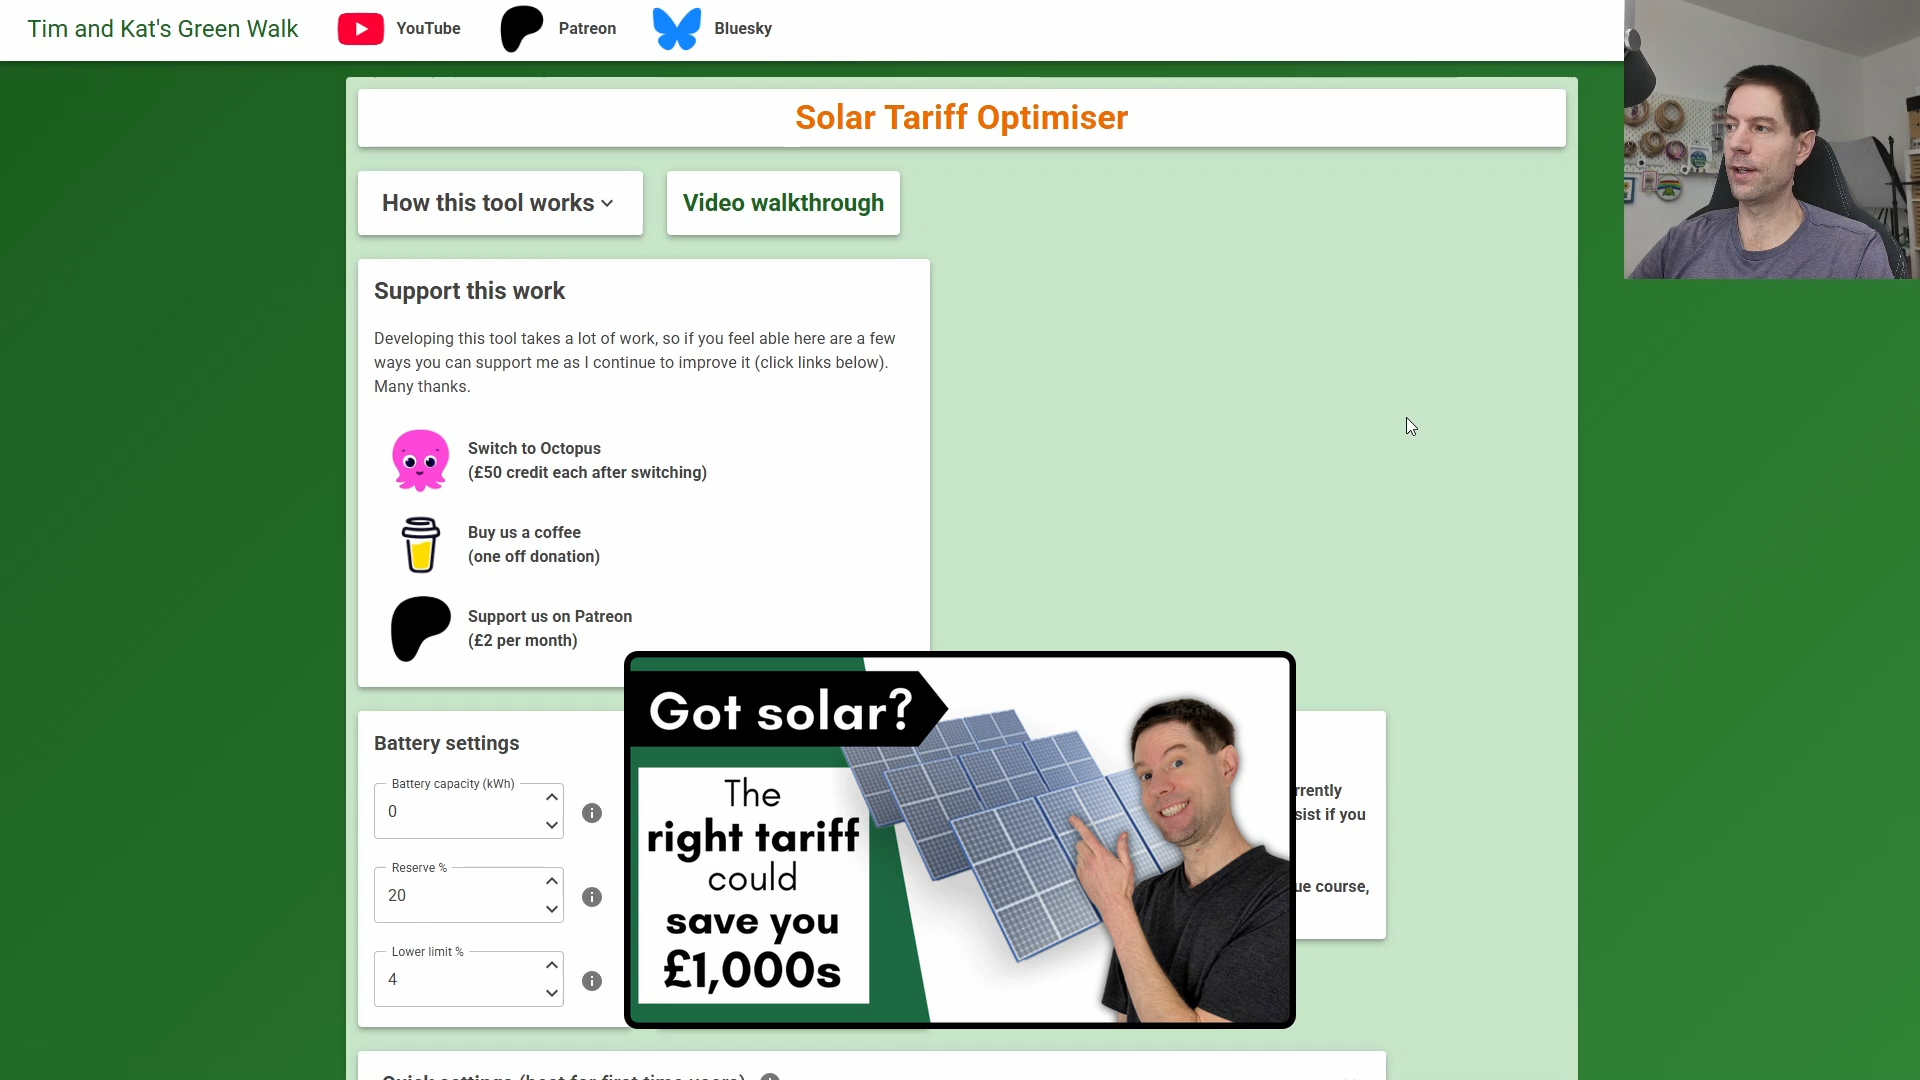 Tim and Kat's Green Walk
YouTube
Patreon
Bluesky
Solar Tariff Optimiser
How this tool works
Video walkthrough
Support this work
Developing this tool takes a lot of work, so if you feel able here are a few
ways you can support me as I continue to improve it (click links below).
Many thanks.
Switch to Octopus
(£50 credit each after switching)
Buy us a coffee
(one off donation)
Support us on Patreon
(£2 per month)
Battery settings
Battery capacity (kWh)
0
Reserve %
20
Lower limit %
4
Got solar?
The
right tariff
could
save you
£1,000s
sist if you
ue course,